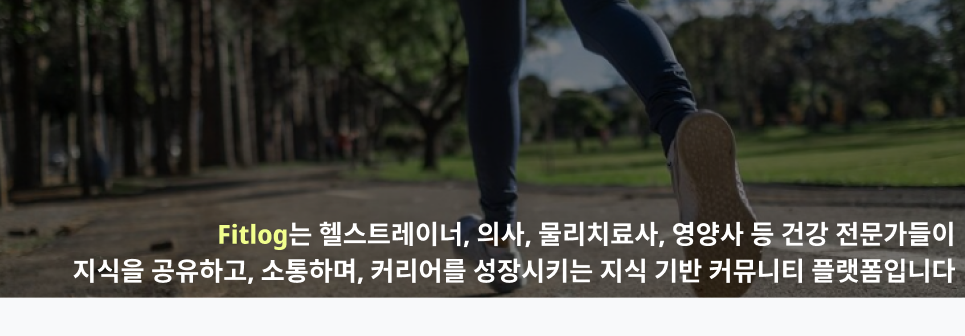 Fitlog는 헬스트레이너, 의사, 물리치료사, 영양사 등 건강 전문가들이
지식을 공유하고, 소통하며, 커리어를 성장시키는 지식 기반 커뮤니티 플랫폼입니다